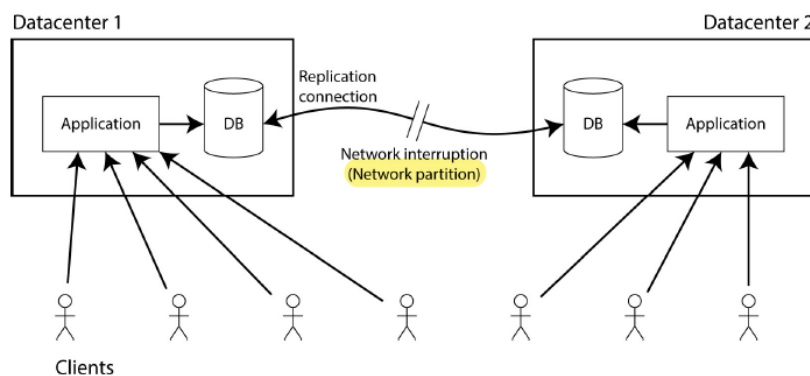 Datacenter 1
Datacenter 2
Replication
connection
Application
DB
DB
Application
Network interruption
(Network partition)
Clients